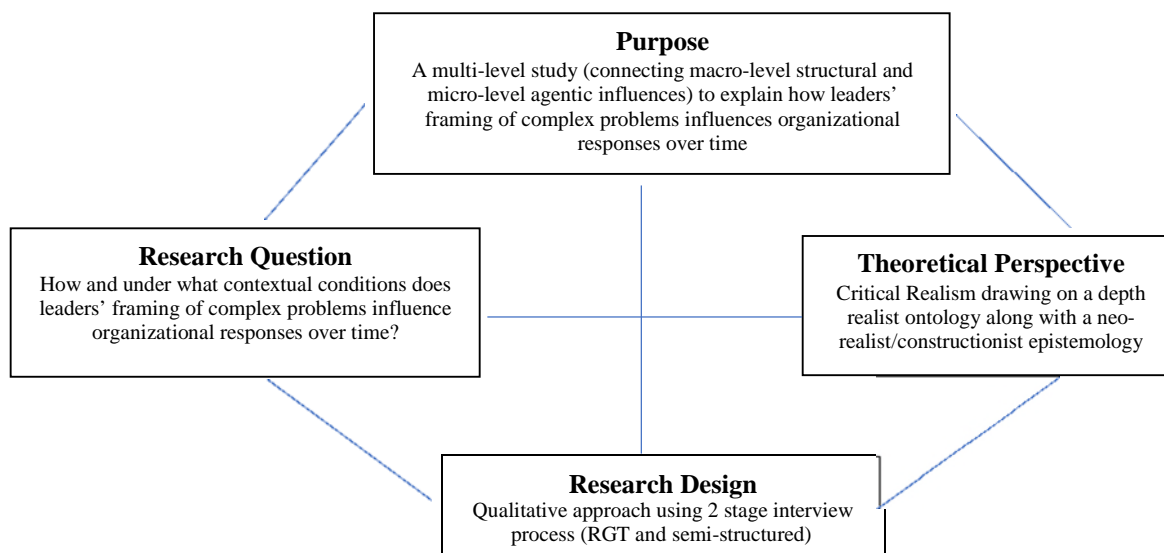 Purpose
A multi-level study (connecting macro-level structural and
micro-level agentic influences) to explain how leaders’
framing of complex problems influences organizational
responses over time
Research Question
How and under what contextual conditions does
leaders’ framing of complex problems influence
organizational responses over time?
Theoretical Perspective
Critical Realism drawing on a depth
realist ontology along with a neo-
realist/constructionist epistemology
Research Design
Qualitative approach using 2 stage interview
process (RGT and semi-structured)